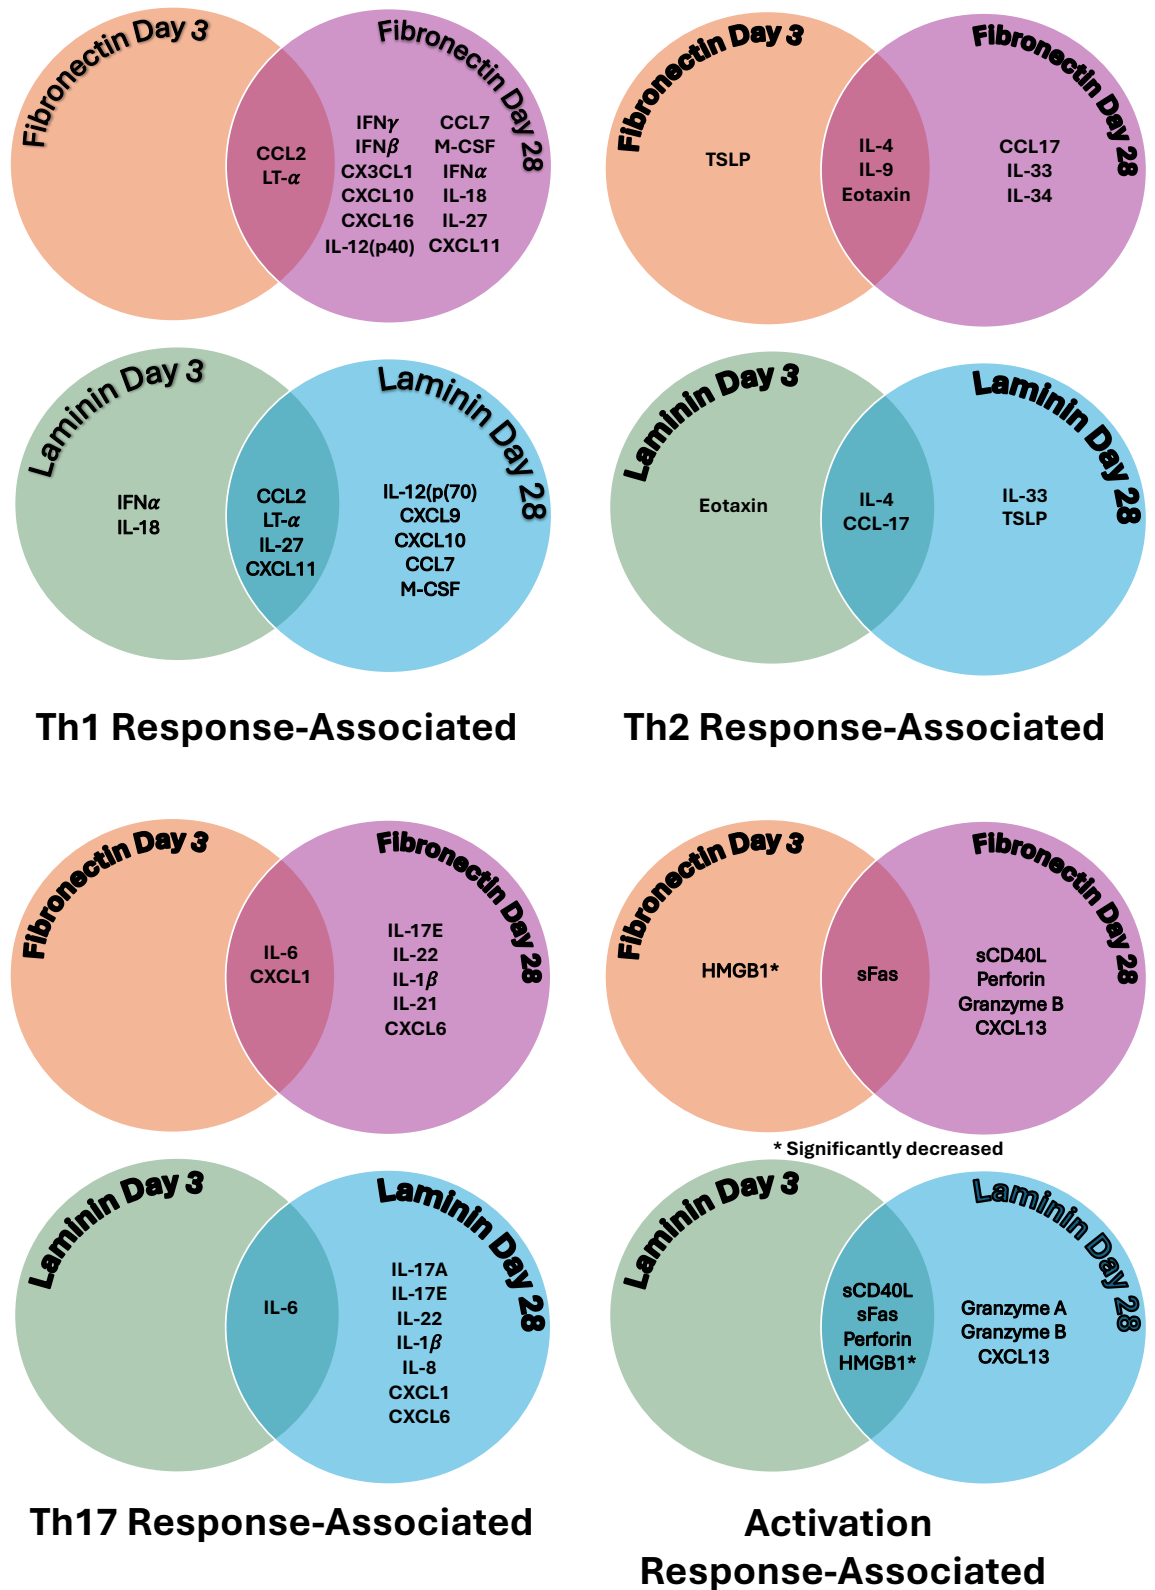 Fibronectin Day 3
Fibronectin Day 28
CCL2
LT-α
IFNγ
IFNβ
CX3CL1
CXCL10
CXCL16
IL-12(p40)
CCL7
M-CSF
IFNα
IL-18
IL-27
CXCL11
Laminin Day 3
Laminin Day 28
IFNα
IL-18
CCL2
LT-α
IL-27
CXCL11
IL-12(p(70)
CXCL9
CXCL10
CCL7
M-CSF
Th1 Response-Associated
Fibronectin Day 3
Fibronectin Day 28
TSLP
IL-4
IL-9
Eotaxin
CCL17
IL-33
IL-34
Laminin Day 3
Laminin Day 28
Eotaxin
IL-4
CCL-17
IL-33
TSLP
Th2 Response-Associated
Fibronectin Day 3
Fibronectin Day 28
IL-6
CXCL1
IL-17E
IL-22
IL-1β
IL-21
CXCL6
Laminin Day 3
Laminin Day 28
IL-6
IL-17A
IL-17E
IL-22
IL-1β
IL-8
CXCL1
CXCL6
Th17 Response-Associated
Fibronectin Day 3
Fibronectin Day 28
HMGB1*
sFas
sCD40L
Perforin
Granzyme B
CXCL13
* Significantly decreased
Laminin Day 3
Laminin Day 28
sCD40L
sFas
Perforin
HMGB1*
Granzyme A
Granzyme B
CXCL13
Activation
Response-Associated